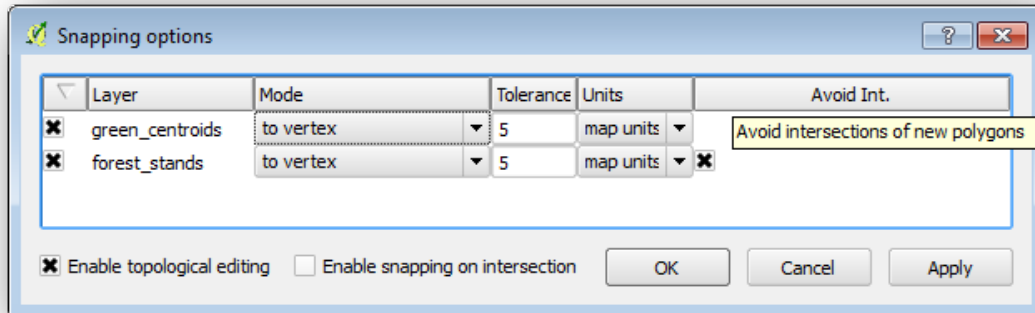 Snapping options
Layer Mode Tolerance Units Avoid Int.
green_centroids to vertex 5 map units
Avoid intersections of new polygons
forest_stands to vertex 5 map units
Enable topological editing Enable snapping on intersection OK Cancel Apply